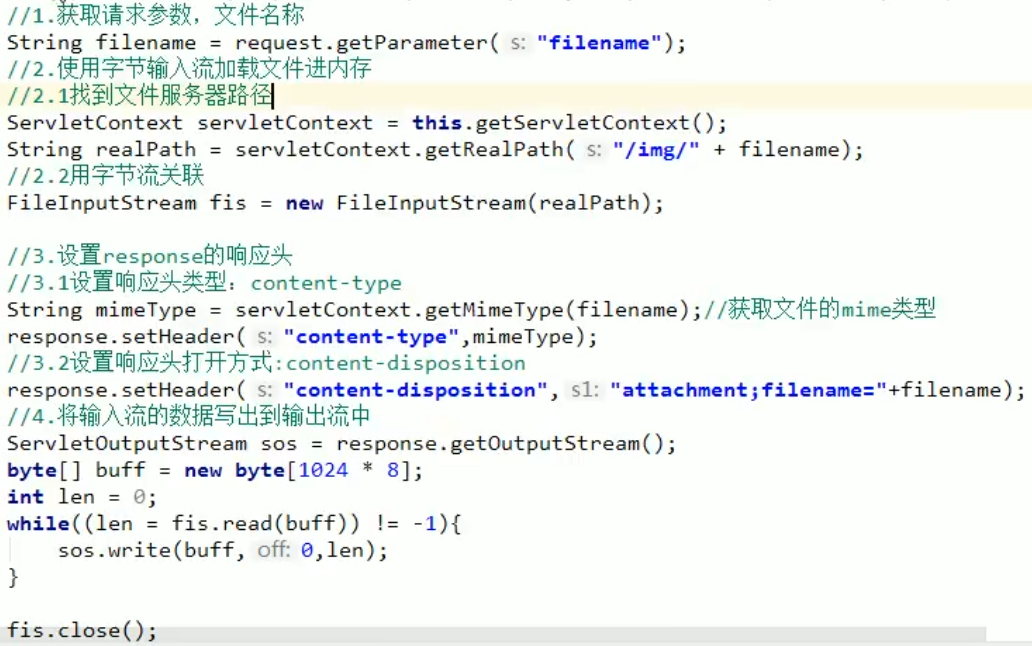 //1.获取请求参数，文件名称
String filename = request.getParameter( s: "filename");
//2.使用字节输入流加载文件进内存
//2.1找到文件服务器路径
ServletContext servletContext = this.getServletContext();
String realPath = servletContext.getRealPath( s: "/img/" + filename);
//2.2用字节流关联
FileInputStream fis = new FileInputStream(realPath);
//3.设置response的响应头
//3.1设置响应头类型：content-type
String mimeType = servletContext.getMimeType(filename);//获取文件的mime类型
response.setHeader( s: "content-type",mimeType);
//3.2设置响应头打开方式:content-disposition
response.setHeader( s: "content-disposition", s1: "attachment;filename="+filename);
//4.将输入流的数据写出到输出流中
ServletOutputStream sos = response.getOutputStream();
byte[] buff = new byte[1024 * 8];
int len = 0;
while((len = fis.read(buff)) != -1){
    sos.write(buff, off: 0,len);
}
fis.close();